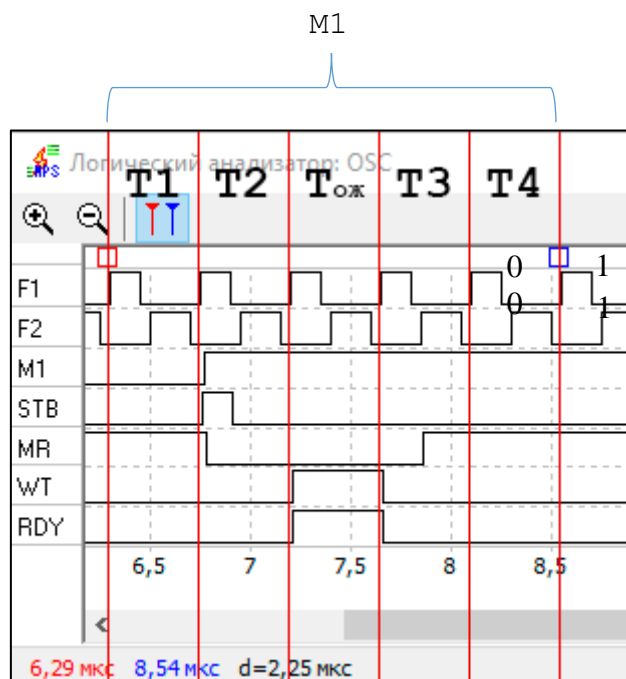 M1
Логический анализатор: OSC
T1 T2 Tож T3 T4
0 1
F1
0 1
F2
M1
STB
MR
WT
RDY
6,5 7 7,5 8 8,5
6,29 мкс 8,54 мкс d=2,25 мкс